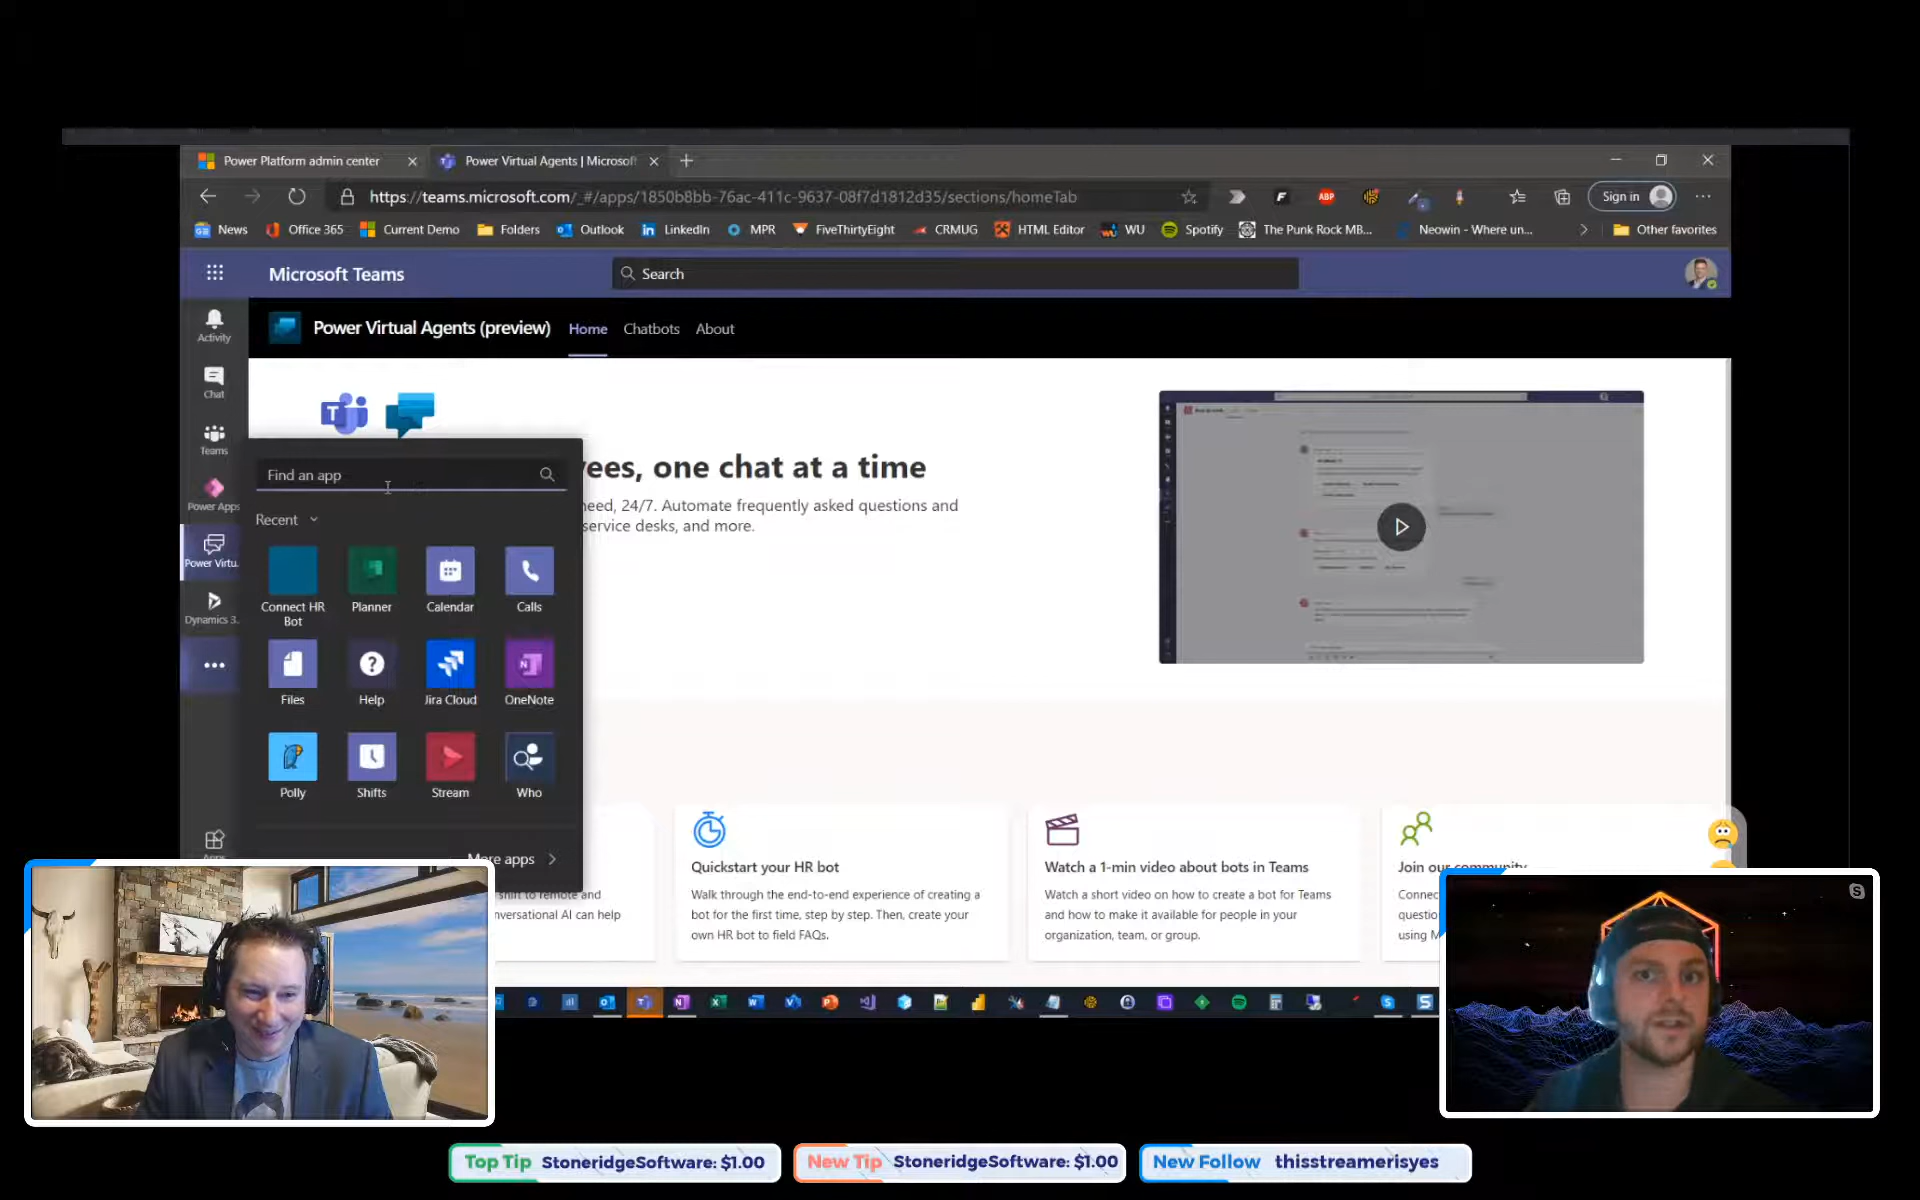 Power Platform admin center
Power Virtual Agents | Microsoft
https://teams.microsoft.com/_#/apps/1850b8bb-76ac-411c-9637-08f7d1812d35/sections/homeTab
ABP
Sign in
News
Office 365
Current Demo
Folders
Outlook
LinkedIn
MPR
FiveThirtyEight
CRMUG
HTML Editor
WU
Spotify
The Punk Rock MB...
Neowin - Where un...
Other favorites
Microsoft Teams
Search
Activity
Chat
Teams
Power Apps
Power Virtu.
Dynamics 3..
Power Virtual Agents (preview)
Home
Chatbots
About
ees, one chat at a time
eed, 24/7. Automate frequently asked questions and
service desks, and more.
Find an app
Recent
Connect HR
Bot
Planner
Calendar
Calls
Files
Help
Jira Cloud
OneNote
Polly
Shifts
Stream
Who
More apps
shift to remote and
nversational AI can help
Quickstart your HR bot
Walk through the end-to-end experience of creating a
bot for the first time, step by step. Then, create your
own HR bot to field FAQs.
Watch a 1-min video about bots in Teams
Watch a short video on how to create a bot for Teams
and how to make it available for people in your
organization, team, or group.
Join our community
Connec
questio
using M
Top Tip StoneridgeSoftware: $1.00
New Tip StoneridgeSoftware: $1.00
New Follow thisstreamerisyes